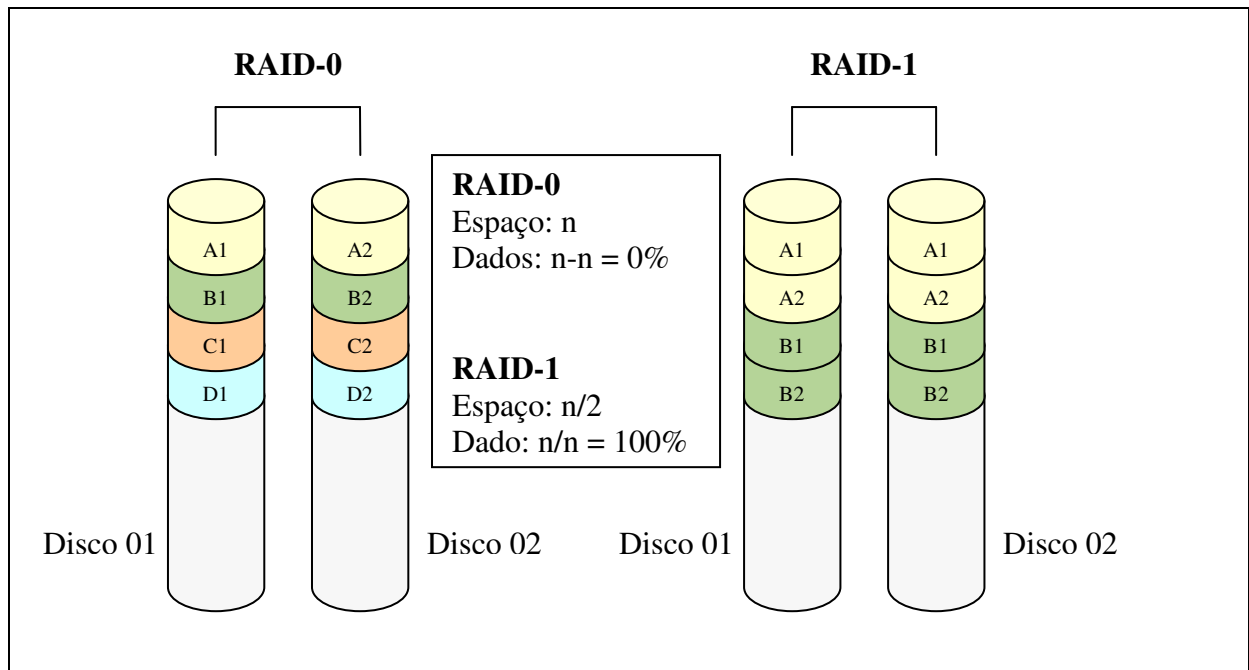 RAID-0
A1
B1
C1
D1
A2
B2
C2
D2
Disco 01
Disco 02
RAID-0
Espaço: n
Dados: n-n = 0%
RAID-1
Espaço: n/2
Dado: n/n = 100%
RAID-1
A1
A2
B1
B2
A1
A2
B1
B2
Disco 01
Disco 02